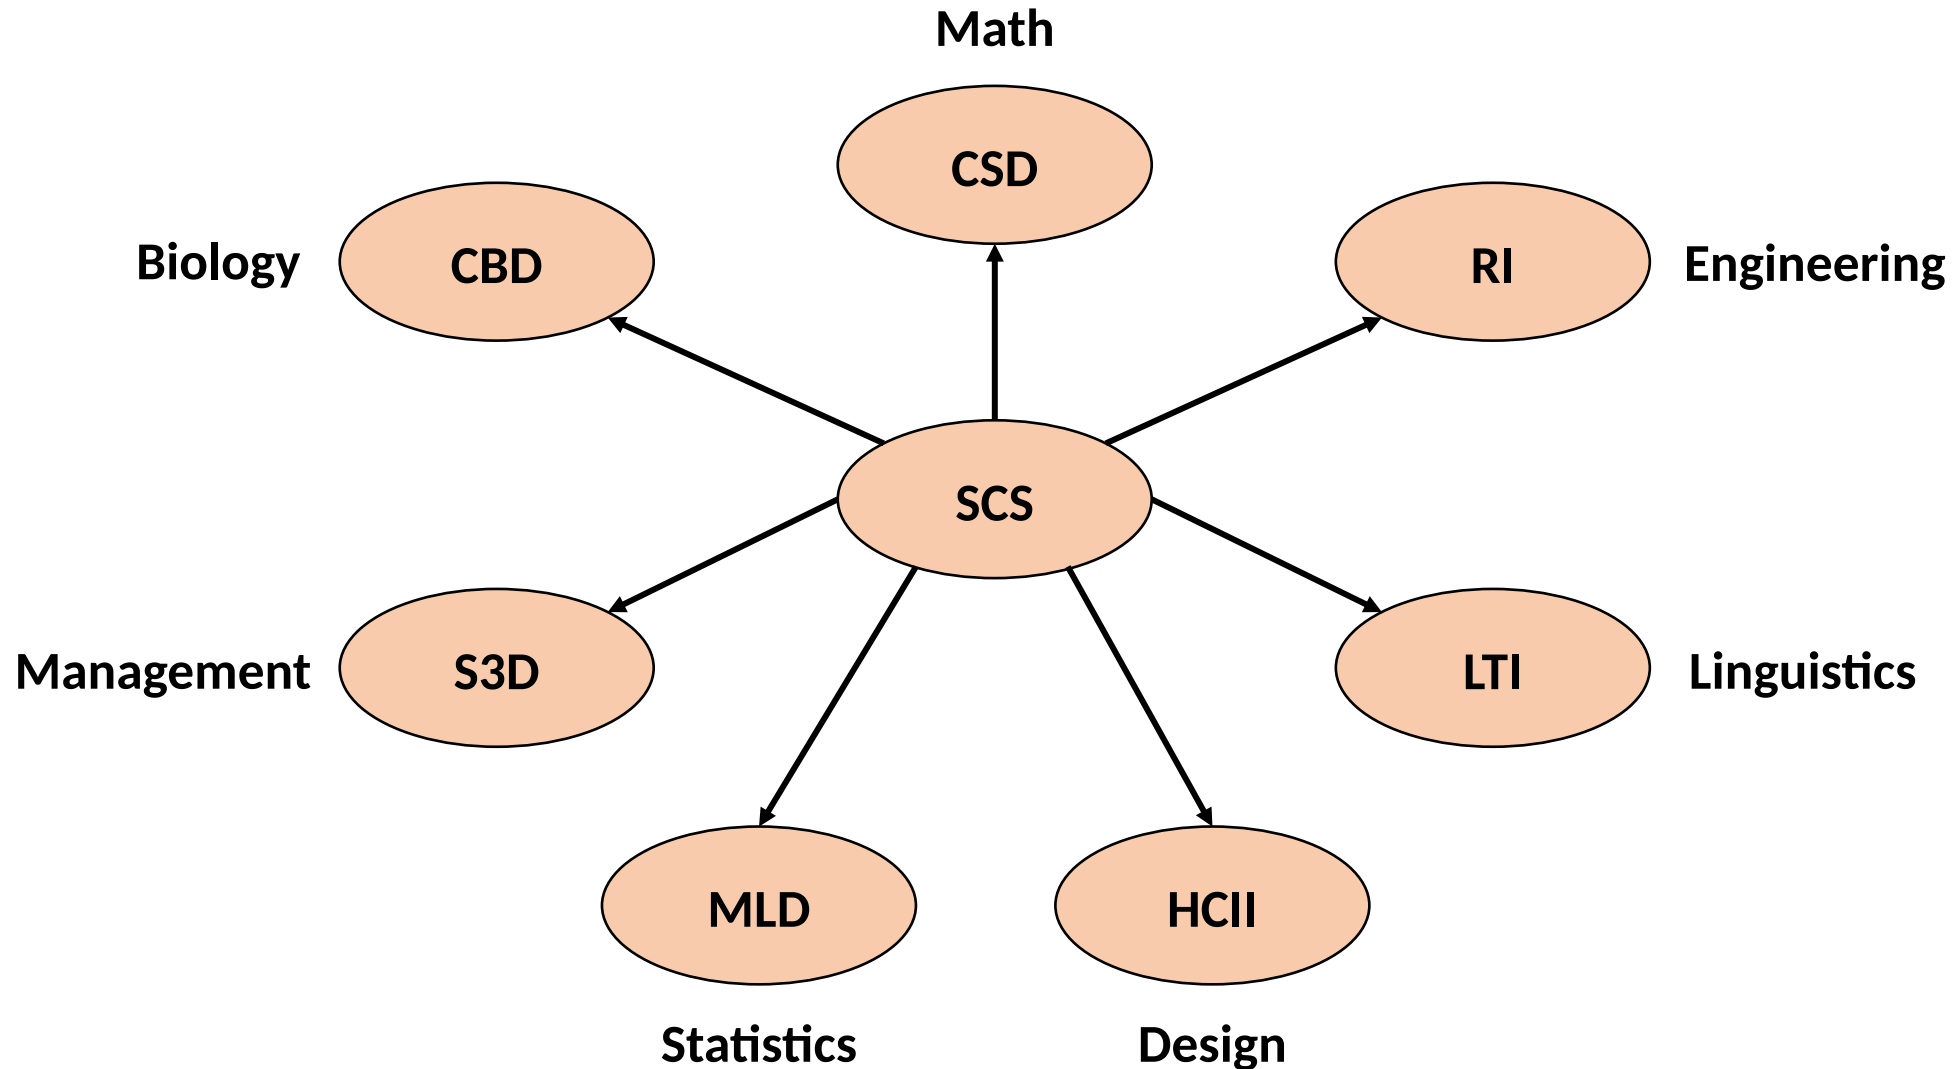 Math
CSD
Biology
CBD
RI
Engineering
SCS
Management
S3D
LTI
Linguistics
MLD
HCII
Statistics
Design